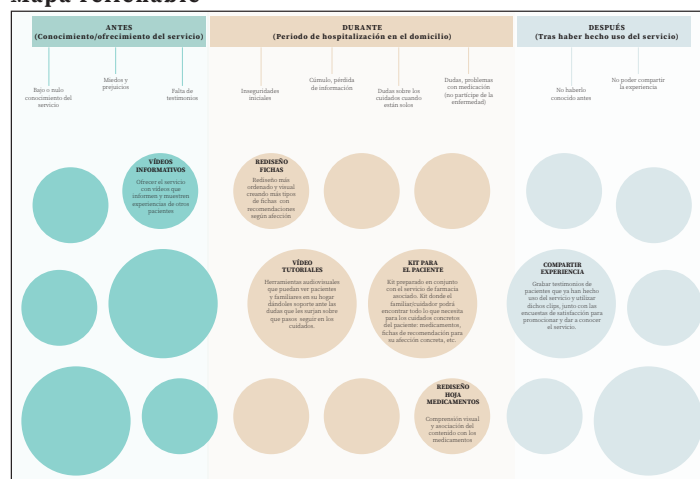 Mapa rellenable
ANTES
(Conocimiento/ofrecimiento del servicio)
DURANTE
(Periodo de hospitalización en el domicilio)
DESPUÉS
(Tras haber hecho uso del servicio)
Bajo o málo
conocimiento del
servicio
Miedos y
prejuicios
Falta de
testimonios
Inseguridades
iniciales
Cúmulo, pérdida
de información
Dudas sobre los
cuidados cuando
están solos
Dudas, problemas
con medicación
(no partícipe de la
enfermedad)
No haberlo
conocido antes
No poder compartir
la experiencia
VÍDEOS
INFORMATIVOS
Ofrecer el servicio
con vídeos que
informen y muestren
experiencias de otros
pacientes
REDISEÑO
FICHAS
Rediseño más
ordenado y visual
creando más tipos
de fichas con
recomendaciones
según afección
VÍDEO
TUTORIALES
Herramientas audiovisuales
que puedan ver pacientes
y familiares en su hogar
dándoles soporte ante las
dudas que les surjan sobre
que pasos seguir en los
cuidados.
KIT PARA
EL PACIENTE
Kit preparado en conjunto
con el servicio de farmacia
asociado. Kit donde el
familiar/cuidador podrá
encontrar todo lo que necesita
para los cuidados concretos
del paciente: medicamentos,
fichas de recomendación para
su afección concreta, etc.
COMPARTIR
EXPERIENCIA
Grabar testimonios de
pacientes que ya han hecho
uso del servicio y utilizar
dichos clips, junto con las
encuestas de satisfacción para
promocionar y dar a conocer
el servicio.
REDISEÑO
HOJA
MEDICAMENTOS
Comprensión visual
y asociación del
contenido con los
medicamentos